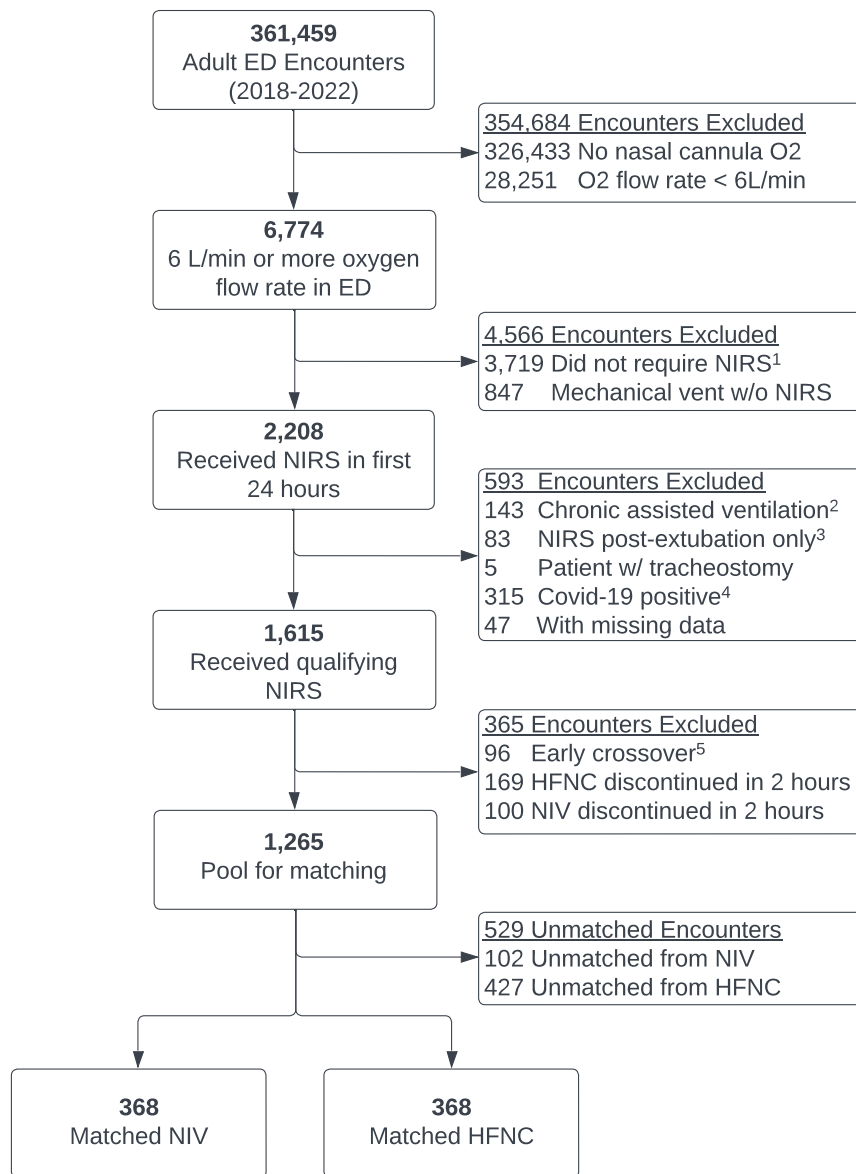 361,459
Adult ED Encounters
(2018-2022)
354,684 Encounters Excluded
326,433 No nasal cannula O2
28,251 O2 flow rate < 6L/min
6,774
6 L/min or more oxygen
flow rate in ED
4,566 Encounters Excluded
3,719 Did not require NIRS¹
847 Mechanical vent w/o NIRS
2,208
Received NIRS in first
24 hours
593 Encounters Excluded
143 Chronic assisted ventilation²
83 NIRS post-extubation only³
5 Patient w/ tracheostomy
315 Covid-19 positive⁴
47 With missing data
1,615
Received qualifying
NIRS
365 Encounters Excluded
96 Early crossover⁵
169 HFNC discontinued in 2 hours
100 NIV discontinued in 2 hours
1,265
Pool for matching
529 Unmatched Encounters
102 Unmatched from NIV
427 Unmatched from HFNC
368
Matched NIV
368
Matched HFNC